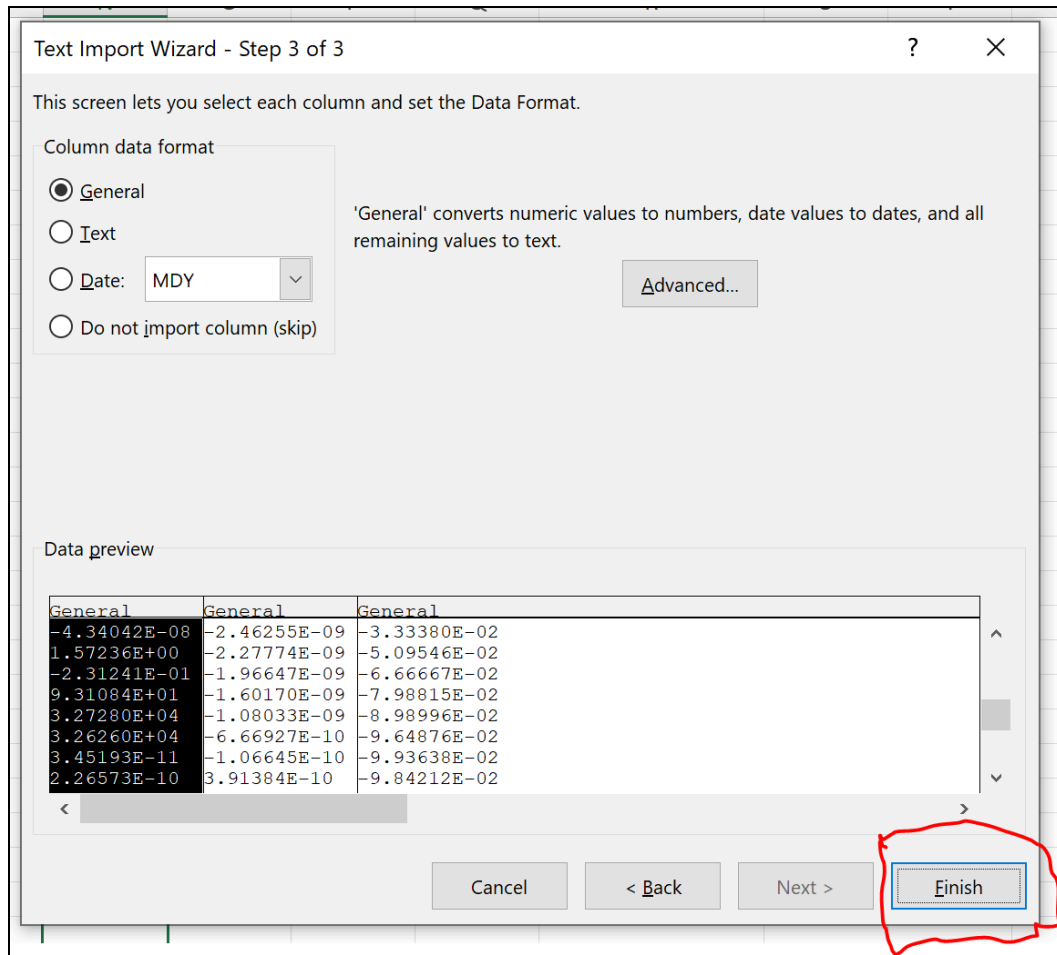 Text Import Wizard - Step 3 of 3
?
This screen lets you select each column and set the Data Format.
Column data format
General
Text
Date: MDY
Do not import column (skip)
'General' converts numeric values to numbers, date values to dates, and all
remaining values to text.
Advanced...
Data preview
General General General
-4.34042E-08 -2.46255E-09 -3.33380E-02
1.57236E+00 -2.27774E-09 -5.09546E-02
-2.31241E-01 -1.96647E-09 -6.66667E-02
9.31084E+01 -1.60170E-09 -7.98815E-02
3.27280E+04 -1.08033E-09 -8.98996E-02
3.26260E+04 -6.66927E-10 -9.64876E-02
3.45193E-11 -1.06645E-10 -9.93638E-02
2.26573E-10 3.91384E-10 -9.84212E-02
Cancel < Back Next > Finish